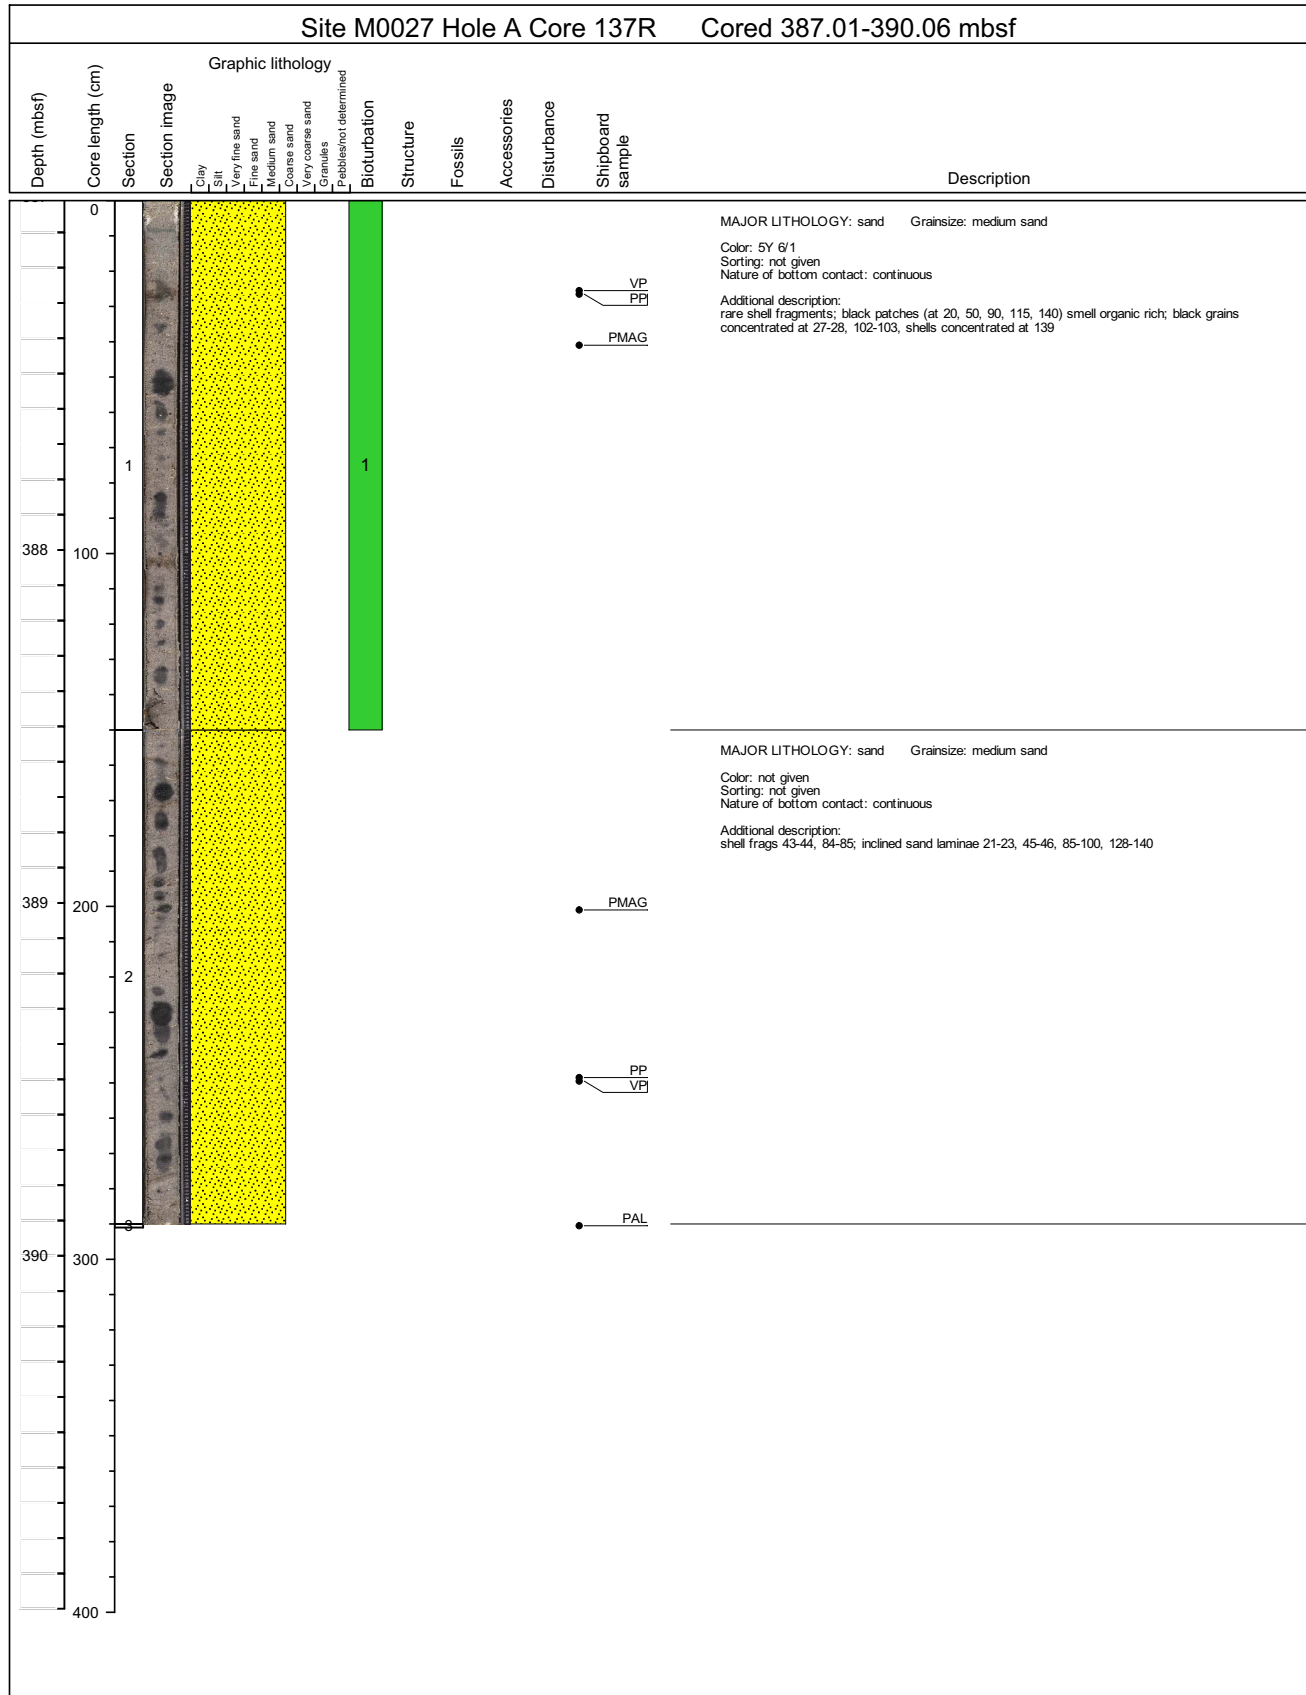 Site M0027 Hole A Core 137R Cored 387.01-390.06 mbsf
Graphic lithology
Depth (mbsf)
Core length (cm)
Section
Section image
Clay
Silt
Very fine sand
Fine sand
Medium sand
Coarse sand
Very coarse sand
Granules
Pebbles/not determined
Bioturbation
Structure
Fossils
Accessories
Disturbance
Shipboard
sample
Description
0
MAJOR LITHOLOGY: sand Grainsize: medium sand
Color: 5Y 6/1
Sorting: not given
Nature of bottom contact: continuous
VP
PP
Additional description:
rare shell fragments; black patches (at 20, 50, 90, 115, 140) smell organic rich; black grains
concentrated at 27-28, 102-103, shells concentrated at 139
PMAG
1
1
388
100
MAJOR LITHOLOGY: sand Grainsize: medium sand
Color: not given
Sorting: not given
Nature of bottom contact: continuous
Additional description:
shell frags 43-44, 84-85; inclined sand laminae 21-23, 45-46, 85-100, 128-140
389
200
PMAG
2
PP
VP
PAL
3
390
300
400